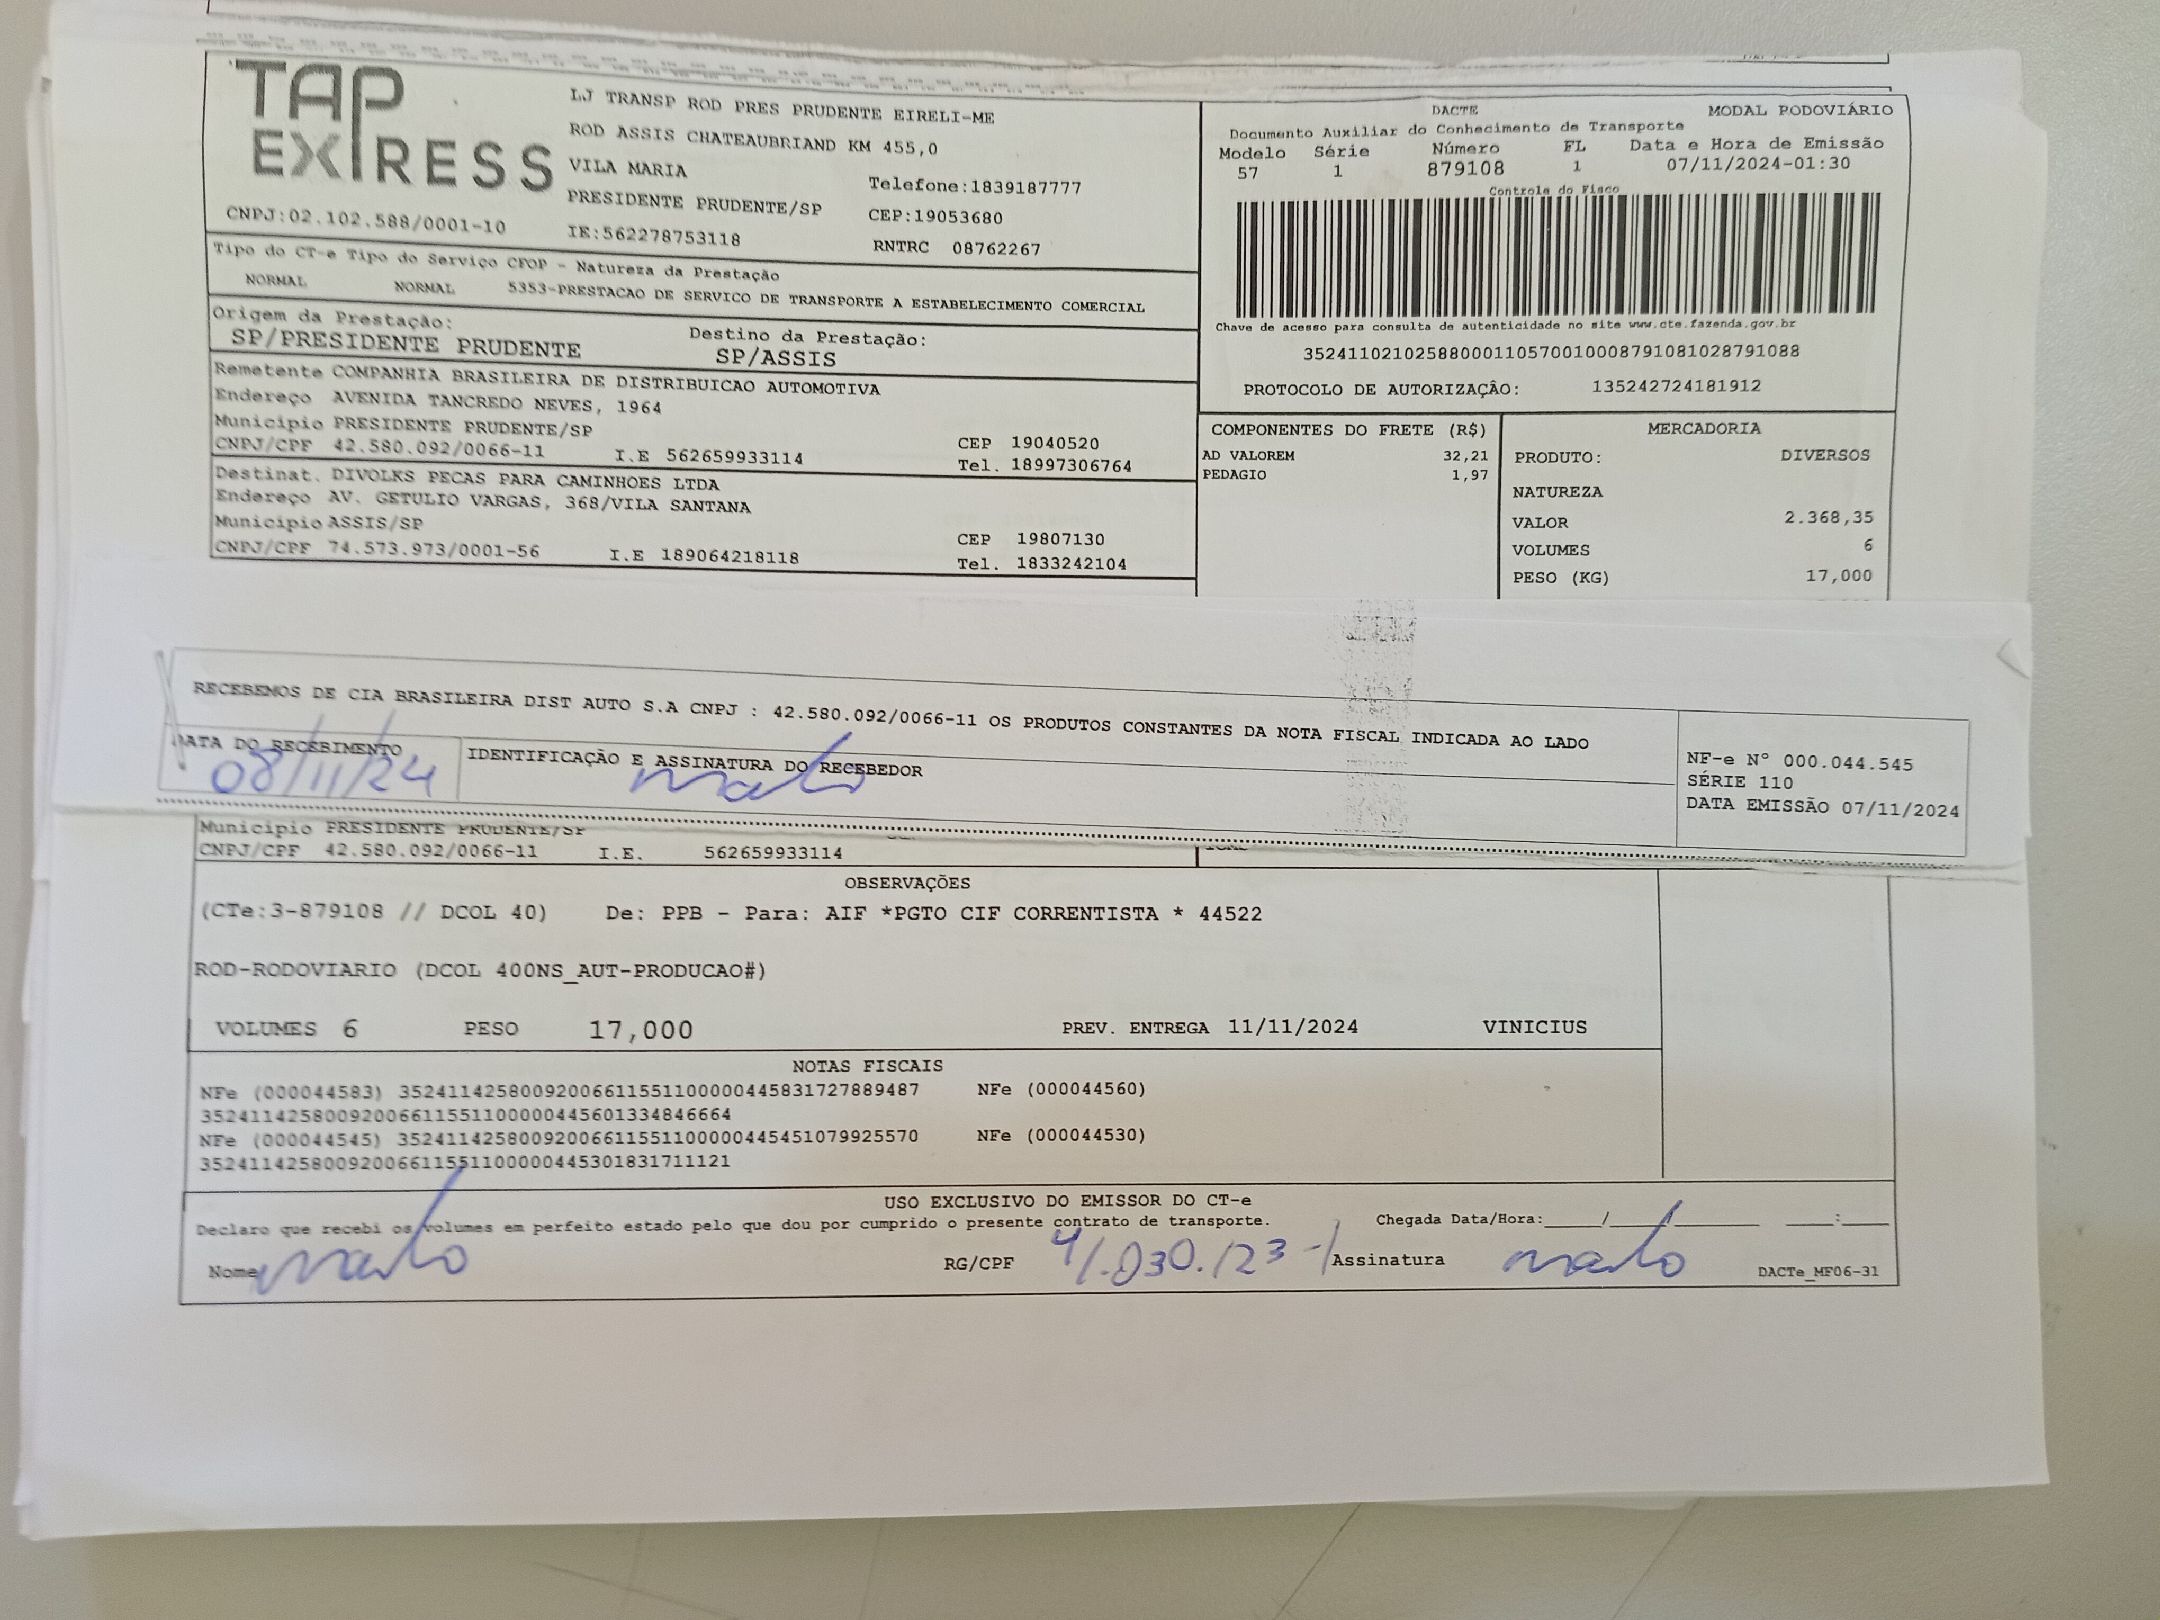 TAP EXPRESS
LJ TRANSP ROD PRES PRUDENTE EIRELI-ME
ROD ASSIS CHATEAUBRIAND KM 455,0
VILA MARIA
Telefone:1839187777
PRESIDENTE PRUDENTE/SP
CEP:19053680
CNPJ:02.102.588/0001-10
IE:562278753118
RNTRC 08762267
Tipo do CT-e Tipo do Serviço CFOP - Natureza da Prestação
NORMAL NORMAL 5353-PRESTACAO DE SERVICO DE TRANSPORTE A ESTABELECIMENTO COMERCIAL
Origem da Prestação:
SP/PRESIDENTE PRUDENTE
Destino da Prestação:
SP/ASSIS
Remetente COMPANHIA BRASILEIRA DE DISTRIBUICAO AUTOMOTIVA
Endereço AVENIDA TANCREDO NEVES, 1964
Município PRESIDENTE PRUDENTE/SP
CEP 19040520
CNPJ/CPF 42.580.092/0066-11 I.E 562659933114 Tel. 18997306764
Destinat. DIVOLKS PECAS PARA CAMINHOES LTDA
Endereço AV. GETULIO VARGAS, 368/VILA SANTANA
Município ASSIS/SP
CEP 19807130
CNPJ/CPF 74.573.973/0001-56 I.E 189064218118 Tel. 1833242104
DACTE MODAL RODOVIÁRIO
Documento Auxiliar do Conhecimento de Transporte
Modelo Série Número FL Data e Hora de Emissão
57 1 879108 1 07/11/2024-01:30
Controle do Fisco
Chave de acesso para consulta de autenticidade no site www.cte.fazenda.gov.br
35241102102588000110570010008791081028791088
PROTOCOLO DE AUTORIZAÇÃO: 135242724181912
COMPONENTES DO FRETE (R$)
AD VALOREM 32,21
PEDAGIO 1,97
MERCADORIA
PRODUTO: DIVERSOS
NATUREZA
VALOR 2.368,35
VOLUMES 6
PESO (KG) 17,000
RECEBEMOS DE CIA BRASILEIRA DIST AUTO S.A CNPJ : 42.580.092/0066-11 OS PRODUTOS CONSTANTES DA NOTA FISCAL INDICADA AO LADO
DATA DO RECEBIMENTO
08/11/24
IDENTIFICAÇÃO E ASSINATURA DO RECEBEDOR
NF-e Nº 000.044.545
SÉRIE 110
DATA EMISSÃO 07/11/2024
Município PRESIDENTE PRUDENTE/SP
CNPJ/CPF 42.580.092/0066-11 I.E. 562659933114
OBSERVAÇÕES
(CTe:3-879108 // DCOL 40) De: PPB - Para: AIF *PGTO CIF CORRENTISTA * 44522
ROD-RODOVIARIO (DCOL 400NS_AUT-PRODUCAO#)
VOLUMES 6 PESO 17,000 PREV. ENTREGA 11/11/2024 VINICIUS
NOTAS FISCAIS
NFe (000044583) 35241142580092006611551100000445831727889487 NFe (000044560)
35241142580092006611551100000445601334846664
NFe (000044545) 35241142580092006611551100000445451079925570 NFe (000044530)
35241142580092006611551100000445301831711121
USO EXCLUSIVO DO EMISSOR DO CT-e
Declaro que recebi os volumes em perfeito estado pelo que dou por cumprido o presente contrato de transporte. Chegada Data/Hora:____/____/________ ____:____
Nome RG/CPF 41.030.123-1 Assinatura
DACTe_MF06-31